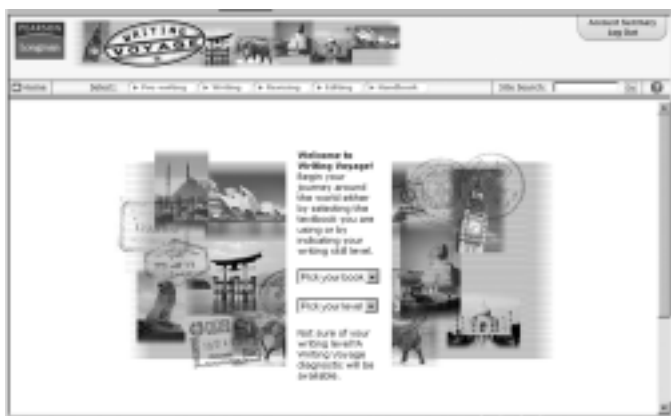 PEARSON
Longman
WRITING
VOYAGE
Account Summary
Log Out
Home Select: Pre-writing Writing Revising Editing Handbook Site Search: Go
Welcome to
Writing Voyage!
Begin your
journey around
the world either
by selecting the
textbook you are
using or by
indicating your
writing skill level.
Pick your book
Pick your level
Not sure of your
writing level? A
Writing Voyage
diagnostic will be
available.